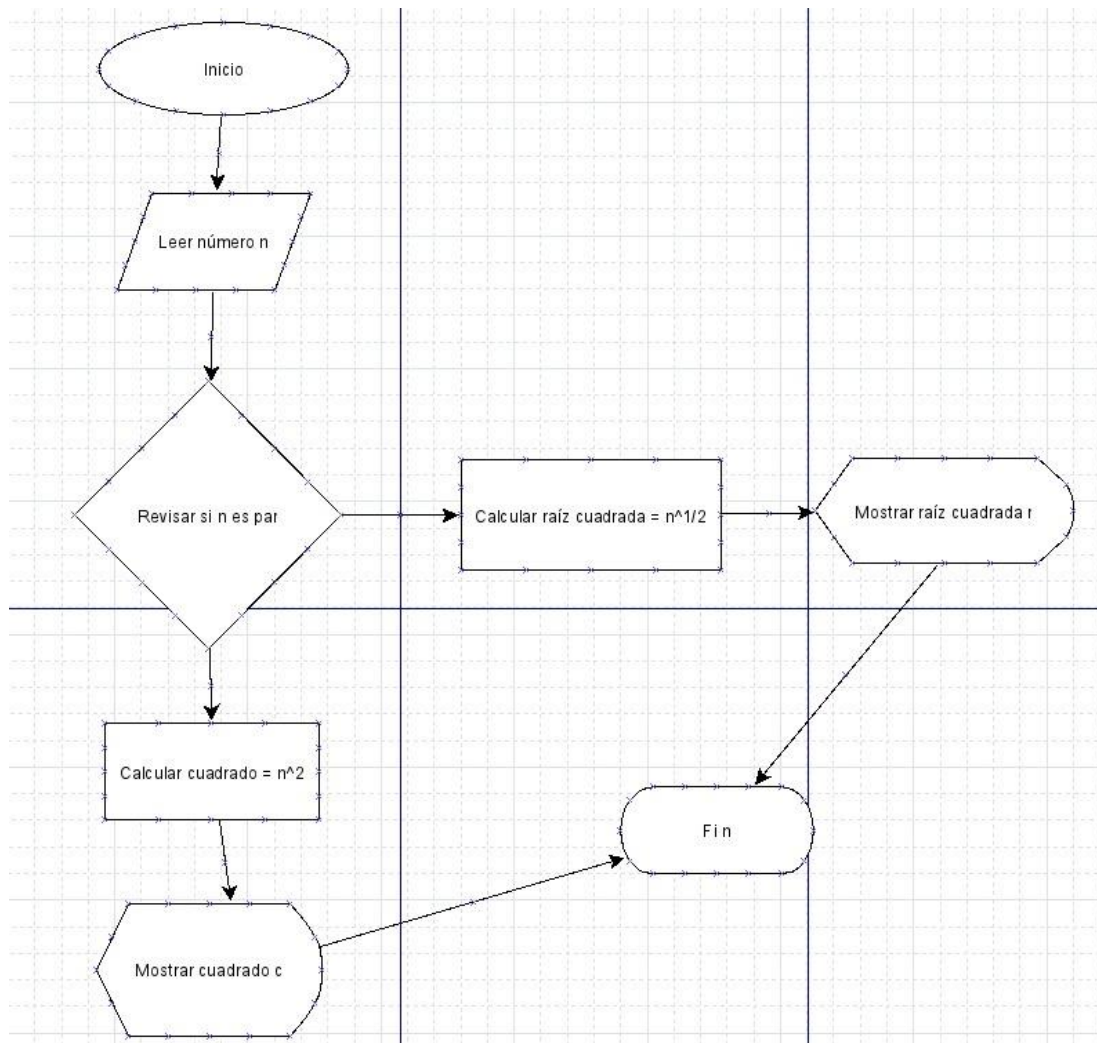 Inicio
Leer número n
Revisar si n es par
Calcular raíz cuadrada = n^1/2
Mostrar raíz cuadrada r
Calcular cuadrado = n^2
Fin
Mostrar cuadrado c